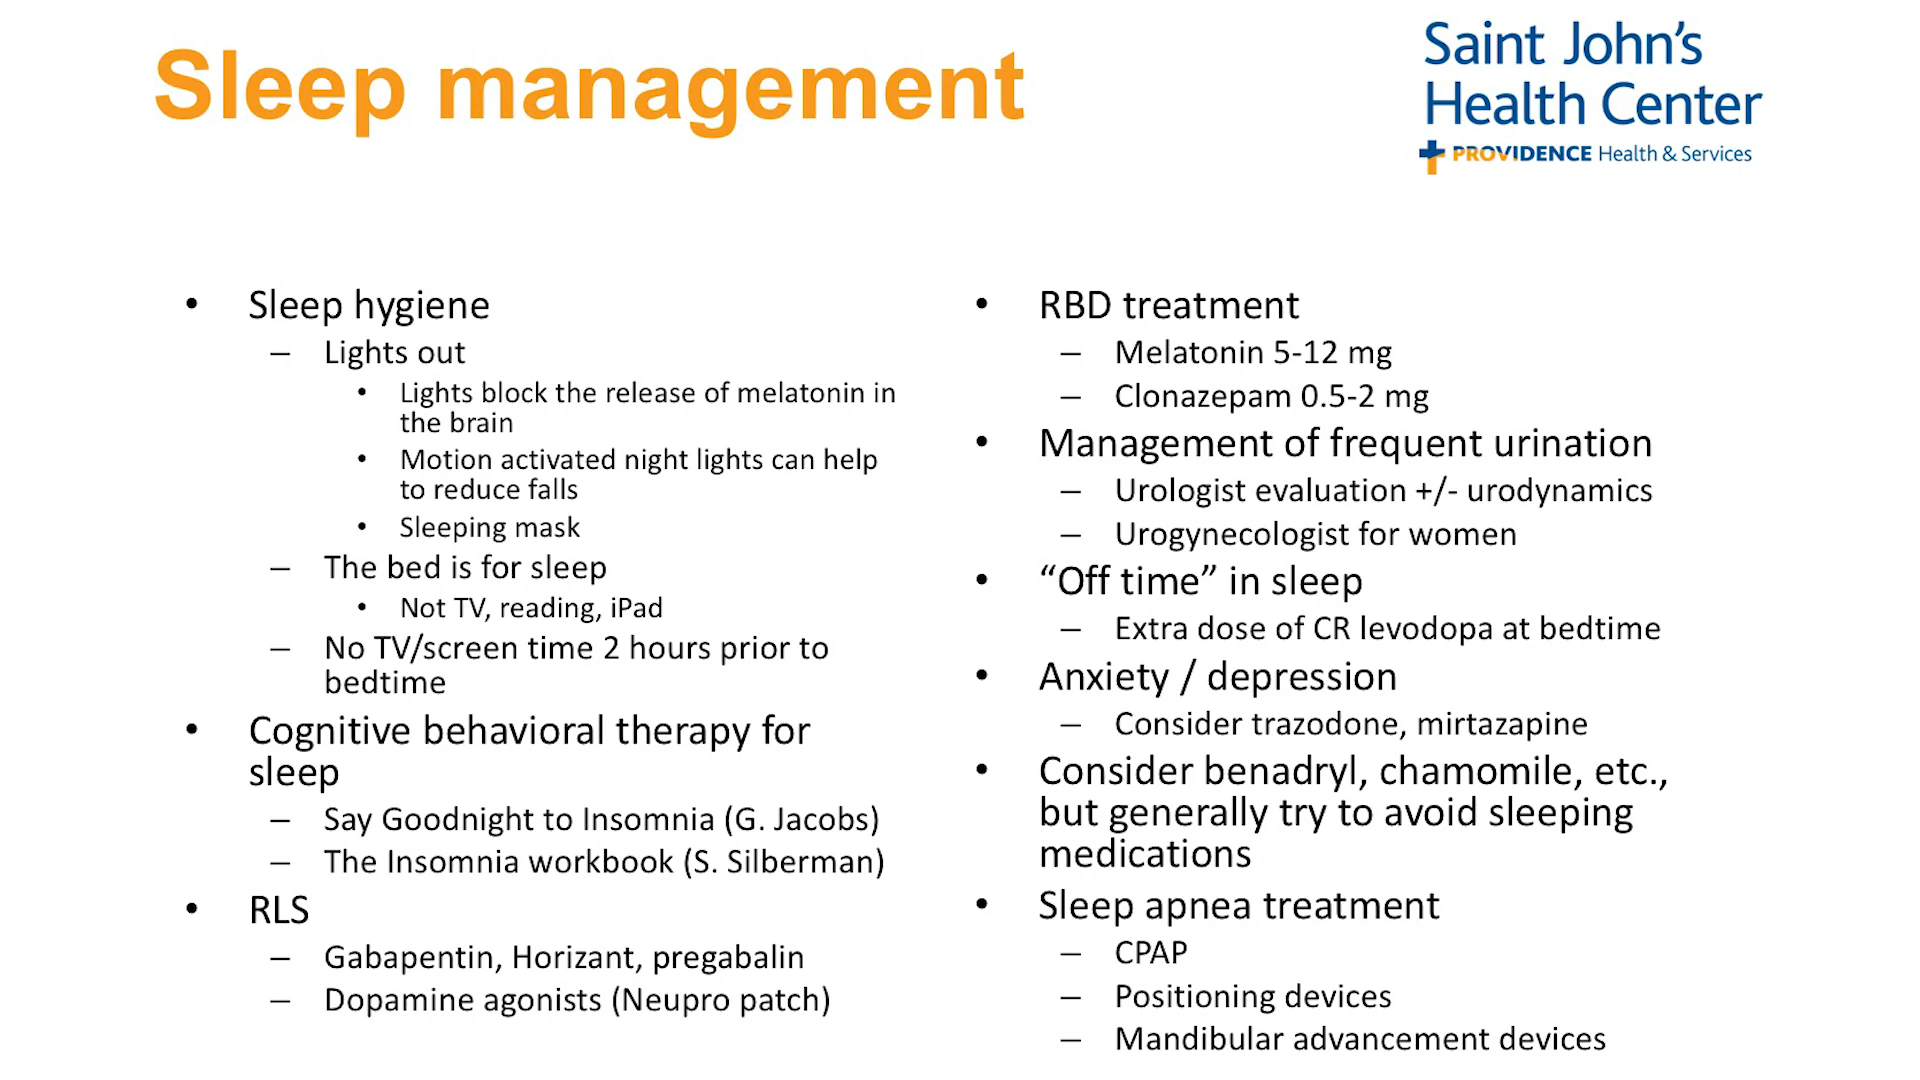 Sleep management
Saint John's
Health Center
PROVIDENCE Health & Services
• Sleep hygiene
– Lights out
• Lights block the release of melatonin in
the brain
• Motion activated night lights can help
to reduce falls
• Sleeping mask
– The bed is for sleep
• Not TV, reading, iPad
– No TV/screen time 2 hours prior to
bedtime
• Cognitive behavioral therapy for
sleep
– Say Goodnight to Insomnia (G. Jacobs)
– The Insomnia workbook (S. Silberman)
• RLS
– Gabapentin, Horizant, pregabalin
– Dopamine agonists (Neupro patch)
• RBD treatment
– Melatonin 5-12 mg
– Clonazepam 0.5-2 mg
• Management of frequent urination
– Urologist evaluation +/- urodynamics
– Urogynecologist for women
• “Off time” in sleep
– Extra dose of CR levodopa at bedtime
• Anxiety / depression
– Consider trazodone, mirtazapine
• Consider benadryl, chamomile, etc.,
but generally try to avoid sleeping
medications
• Sleep apnea treatment
– CPAP
– Positioning devices
– Mandibular advancement devices